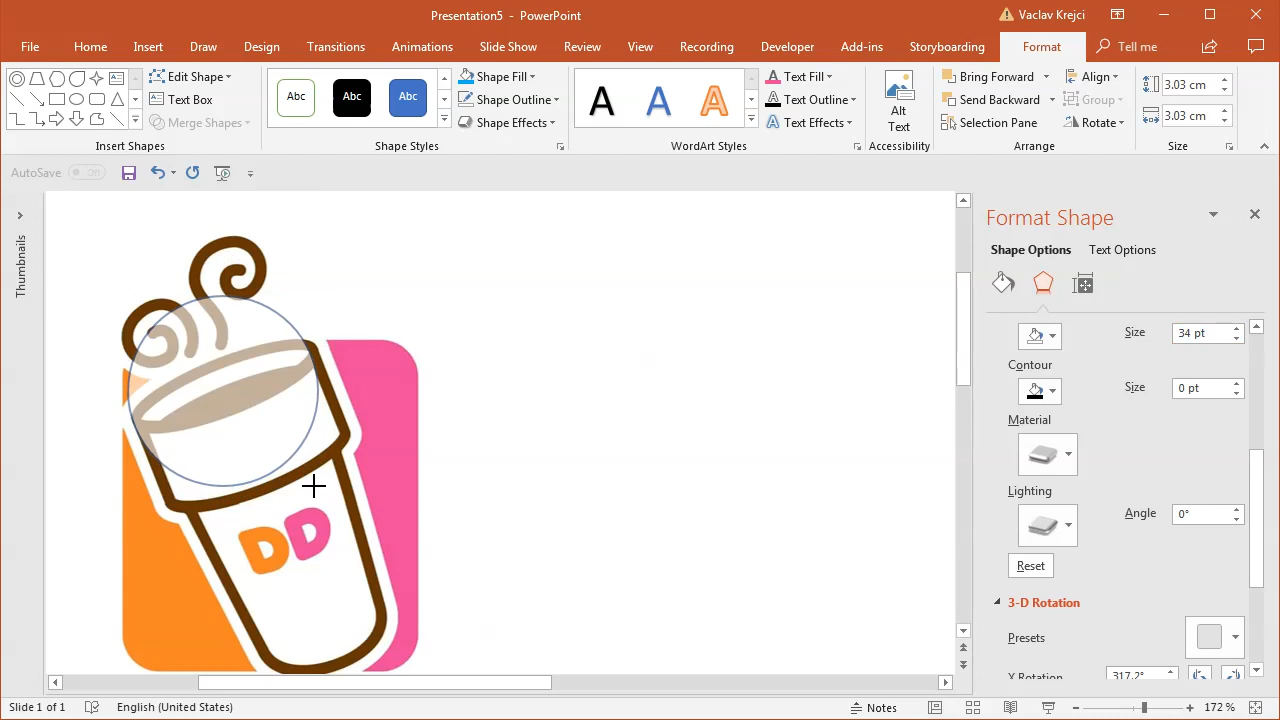 Presentation5 - PowerPoint
Vaclav Krejci
File Home Insert Draw Design Transitions Animations Slide Show Review View Recording Developer Add-ins Storyboarding Format Tell me
Edit Shape
Text Box
Merge Shapes
Insert Shapes
Abc Abc Abc
Shape Fill
Shape Outline
Shape Effects
Shape Styles
A A A
Text Fill
Text Outline
Text Effects
WordArt Styles
Alt
Text
Accessibility
Bring Forward
Send Backward
Selection Pane
Align
Group
Rotate
Arrange
3.03 cm
3.03 cm
Size
AutoSave Off
Thumbnails
DD
Format Shape
Shape Options Text Options
Size 34 pt
Contour
Size 0 pt
Material
Lighting
Angle 0°
Reset
3-D Rotation
Presets
X Rotation 317.2°
Slide 1 of 1 English (United States) Notes 172 %